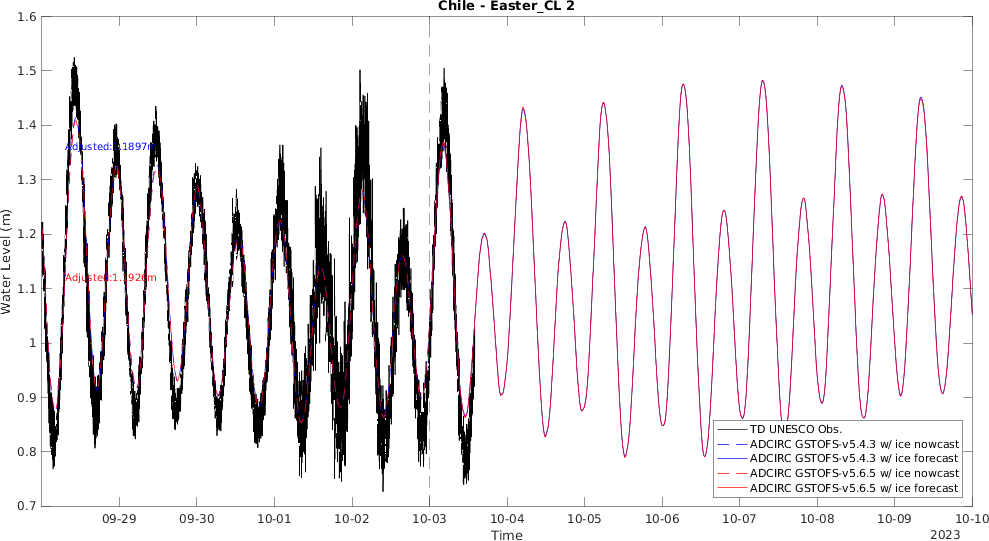 Chile - Easter_CL 2
Water Level (m)
1.6
1.5
1.4
1.3
1.2
1.1
1
0.9
0.8
0.7
Adjusted:
Adjusted:1.1926m
TD UNESCO Obs.
ADCIRC GSTOFS-v5.4.3 w/ ice nowcast
ADCIRC GSTOFS-v5.4.3 w/ ice forecast
ADCIRC GSTOFS-v5.6.5 w/ ice nowcast
ADCIRC GSTOFS-v5.6.5 w/ ice forecast
09-29 09-30 10-01 10-02 10-03 10-04 10-05 10-06 10-07 10-08 10-09 10-10
Time
2023